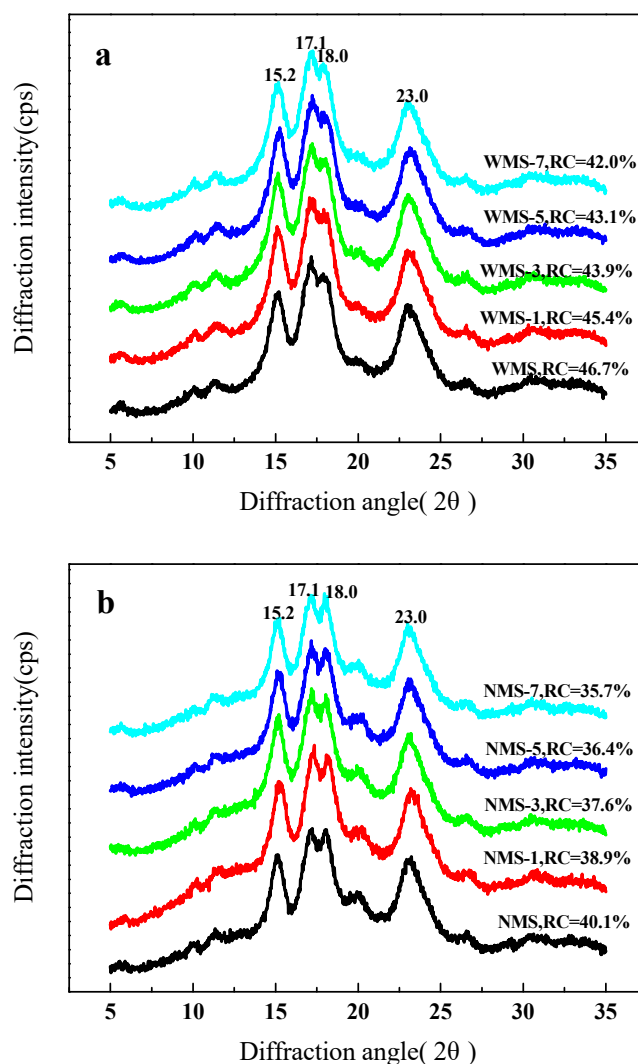 a
17.1
18.0
15.2
23.0
WMS-7,RC=42.0%
WMS-5,RC=43.1%
WMS-3,RC=43.9%
WMS-1,RC=45.4%
WMS,RC=46.7%
Diffraction intensity(cps)
5 10 15 20 25 30 35
Diffraction angle( 2θ )
b
17.1
18.0
15.2
23.0
NMS-7,RC=35.7%
NMS-5,RC=36.4%
NMS-3,RC=37.6%
NMS-1,RC=38.9%
NMS,RC=40.1%
Diffraction intensity(cps)
5 10 15 20 25 30 35
Diffraction angle( 2θ )